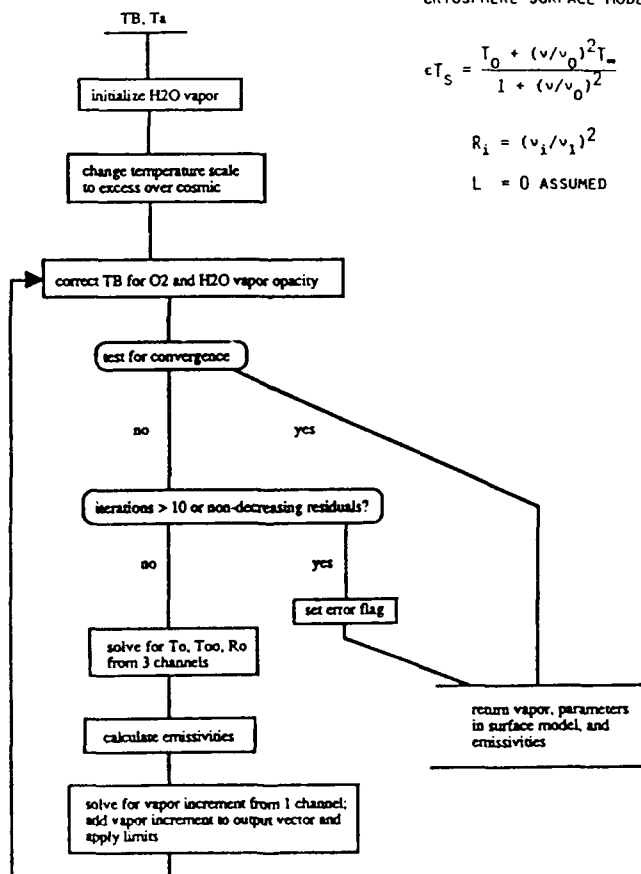 TB, Ta
initialize H2O vapor
change temperature scale
to excess over cosmic
correct TB for O2 and H2O vapor opacity
test for convergence
no
yes
iterations > 10 or non-decreasing residuals?
no
yes
set error flag
solve for To, Too, Ro
from 3 channels
calculate emissivities
solve for vapor increment from 1 channel;
add vapor increment to output vector and
apply limits
return vapor, parameters
in surface model, and
emissivities
εT_S = (T_0 + (ν/ν_0)^2 T_∞) / (1 + (ν/ν_0)^2)
R_i = (ν_i/ν_1)^2
L = 0 ASSUMED